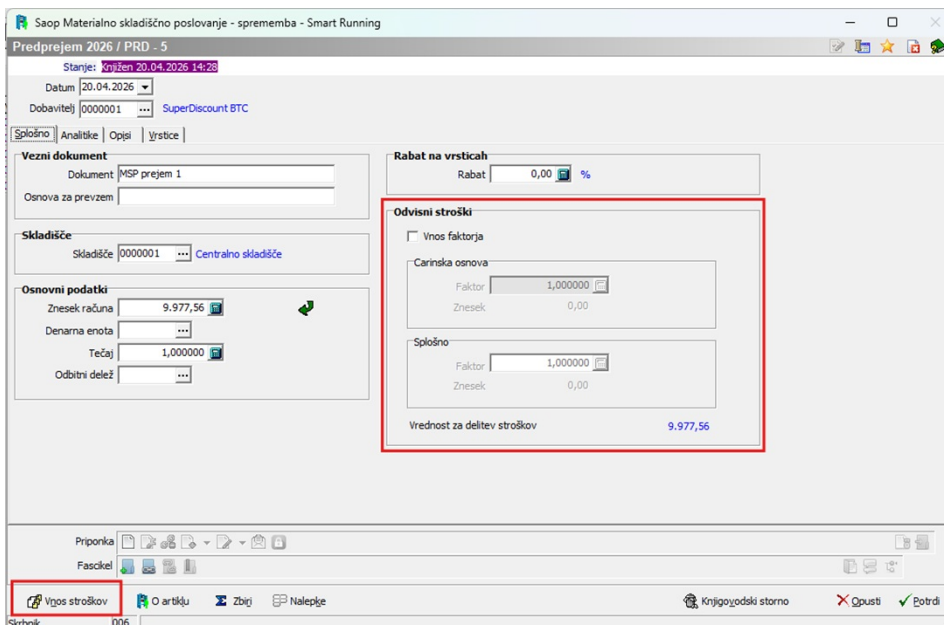 Saop Materialno skladiščno poslovanje - sprememba - Smart Running
Predprejem 2026 / PRD - 5
Stanje: Knjižen 20.04.2026 14:28
Datum 20.04.2026
Dobavitelj 0000001 ... SuperDiscount BTC
Splošno Analitike Opisi Vrstice
Vezni dokument
Dokument MSP prejem 1
Osnova za prevzem
Skladišče
Skladišče 0000001 ... Centralno skladišče
Osnovni podatki
Znesek računa 9.977,56
Denarna enota ...
Tečaj 1,000000
Odbitni delež ...
Rabat na vrsticah
Rabat 0,00 %
Odvisni stroški
Vnos faktorja
Carinska osnova
Faktor 1,000000
Znesek 0,00
Splošno
Faktor 1,000000
Znesek 0,00
Vrednost za delitev stroškov 9.977,56
Priponka
Fascikel
Vnos stroškov O artiklu Zbirj Nalepke Knjigovodski storno Opusti Potrdi
Skrbnik 006